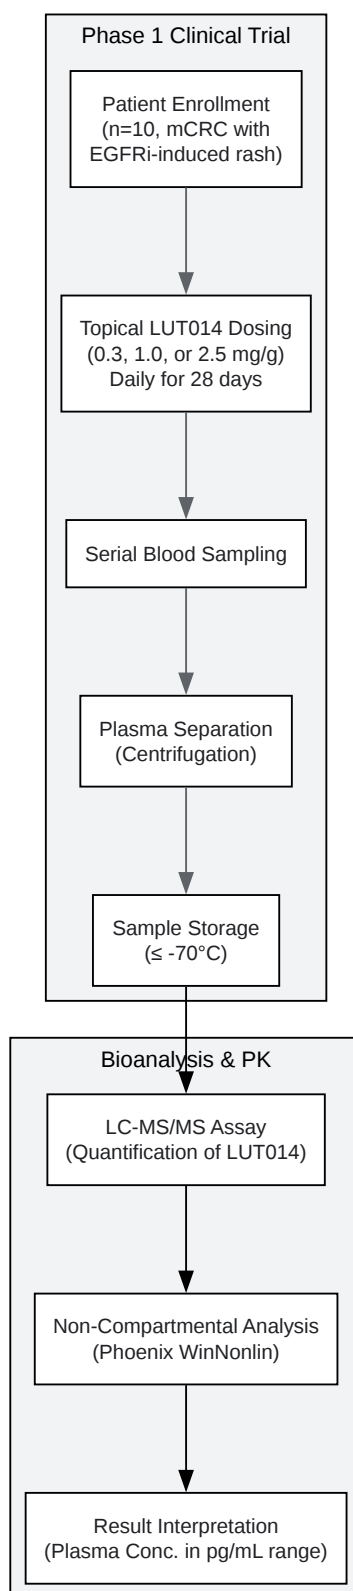 Phase 1 Clinical Trial
Patient Enrollment
(n=10, mCRC with
EGFRi-induced rash)
Topical LUT014 Dosing
(0.3, 1.0, or 2.5 mg/g)
Daily for 28 days
Serial Blood Sampling
Plasma Separation
(Centrifugation)
Sample Storage
(≤ -70°C)
Bioanalysis & PK
LC-MS/MS Assay
(Quantification of LUT014)
Non-Compartmental Analysis
(Phoenix WinNonlin)
Result Interpretation
(Plasma Conc. in pg/mL range)